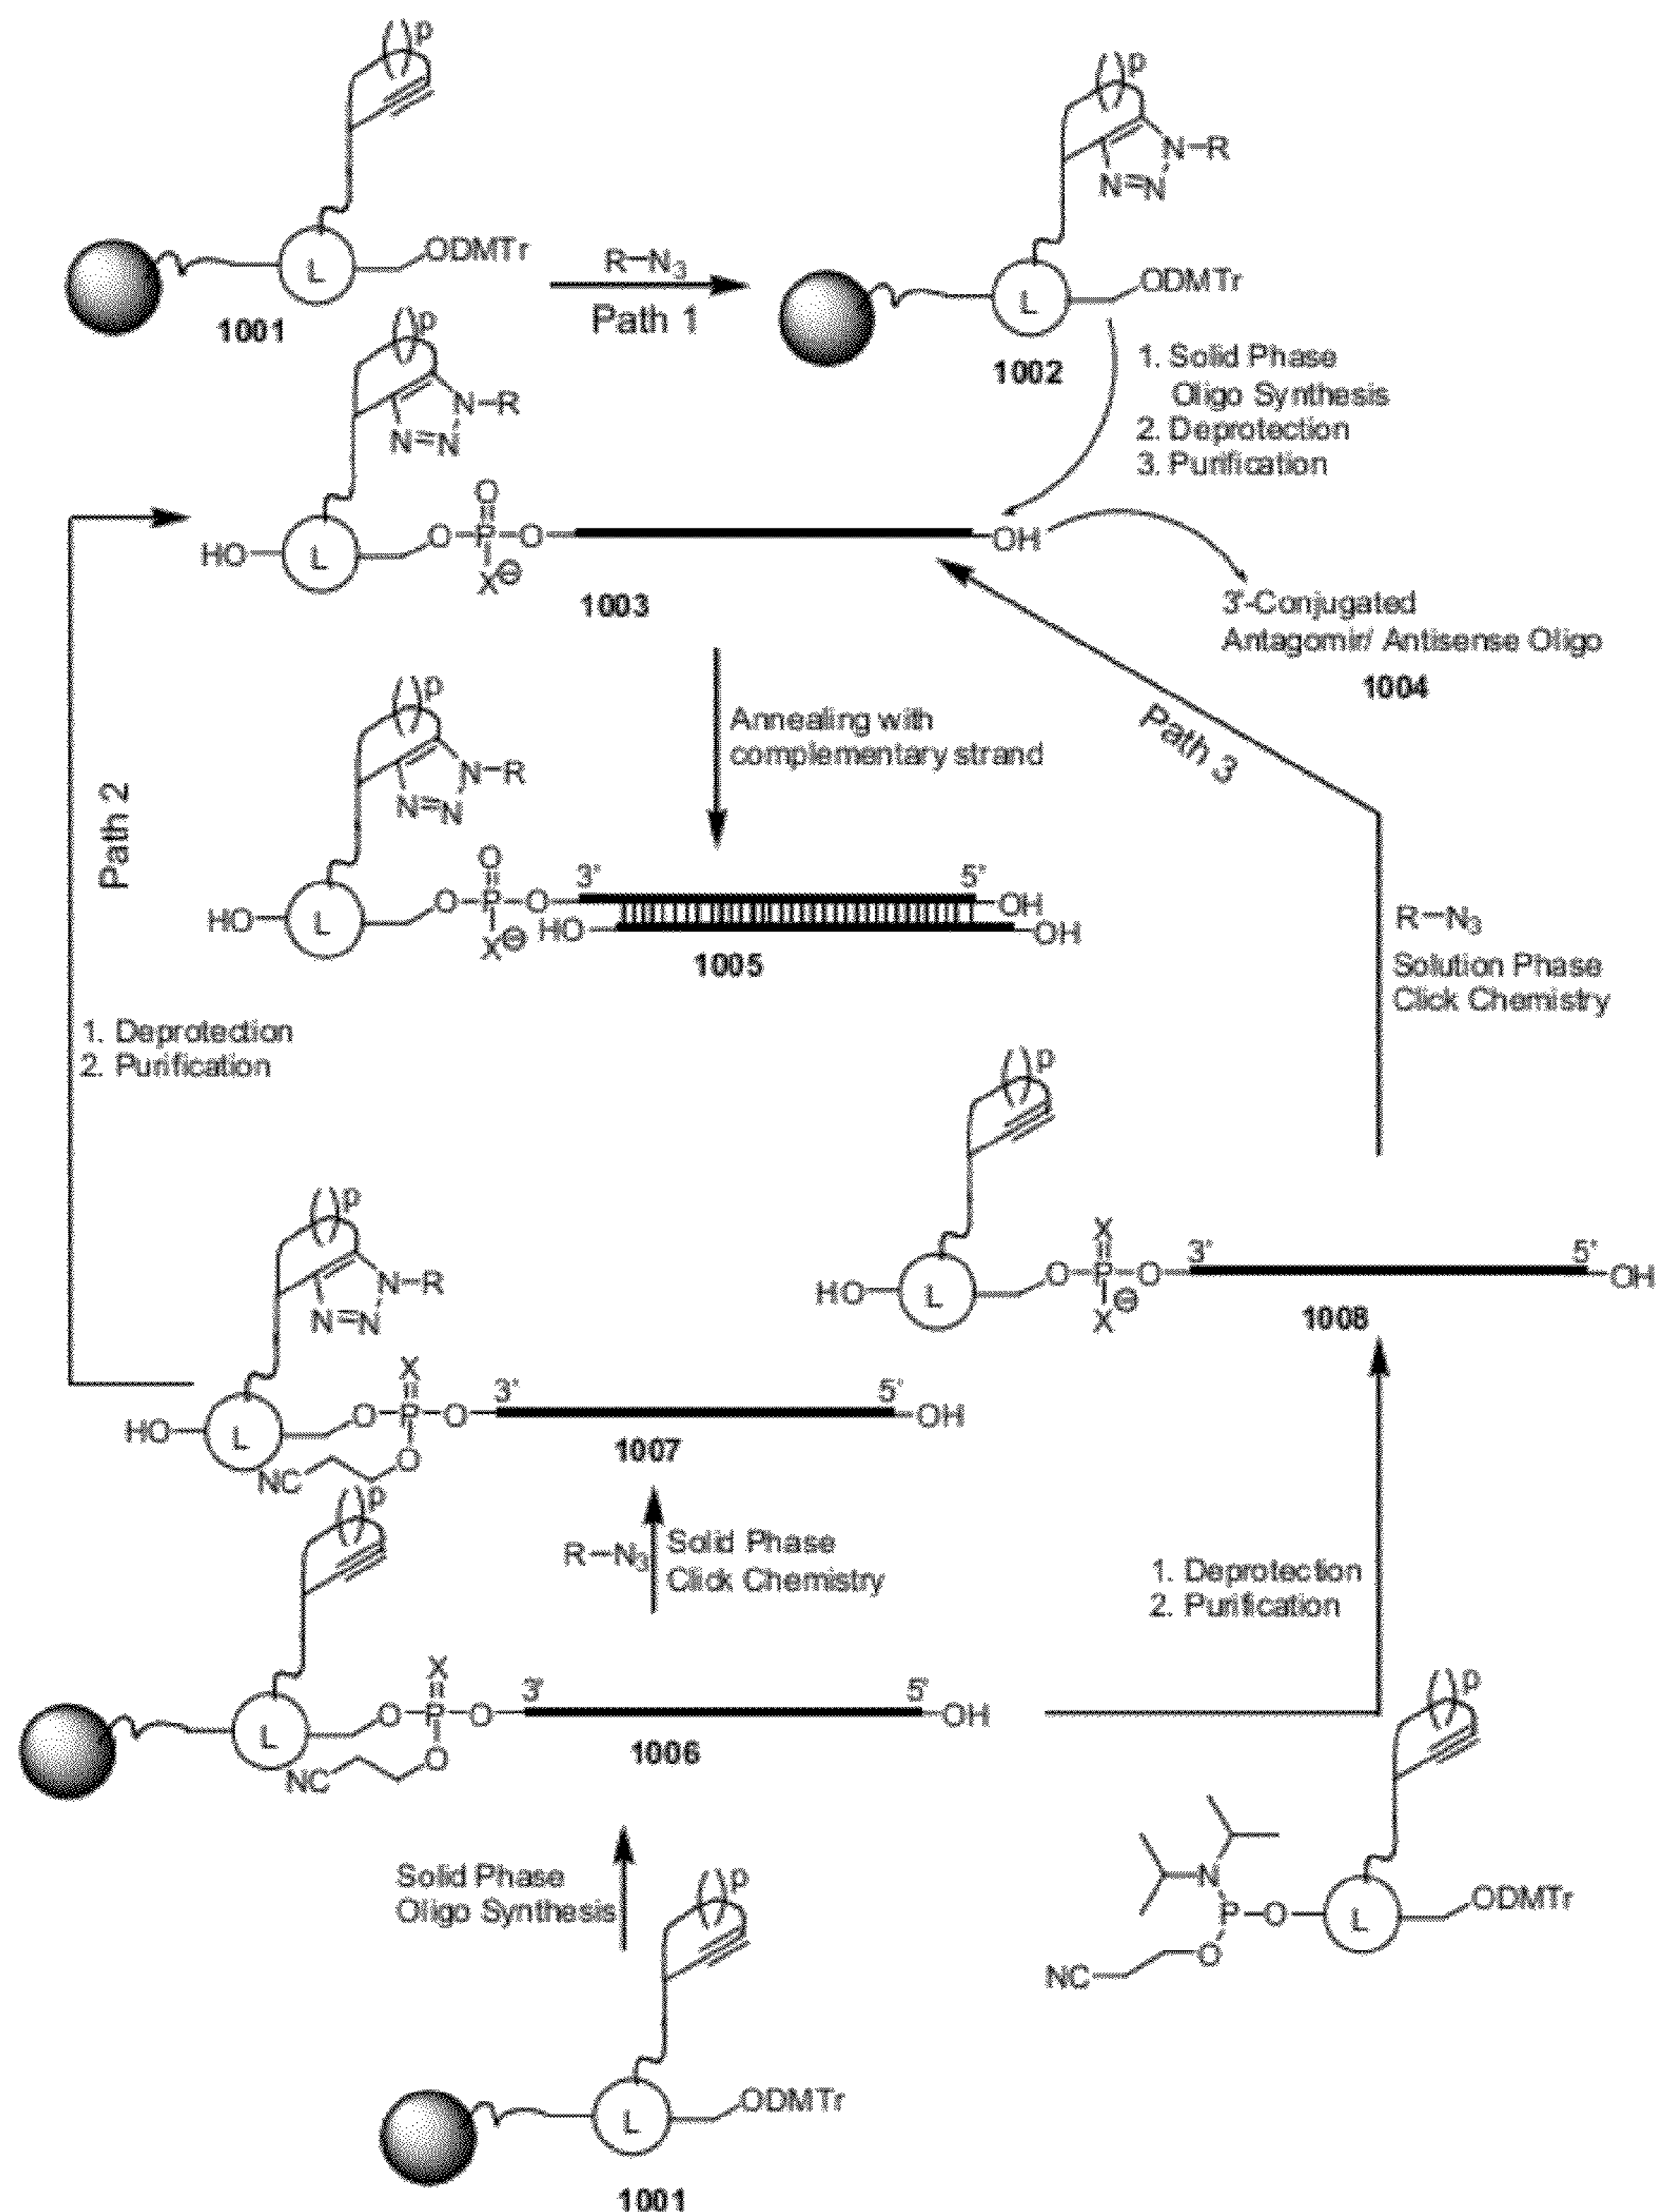 ( )p
( )p
N–R
N=N
L
ODMTr
R–N3
Path 1
L
ODMTr
1001
1002
1. Solid Phase
Oligo Synthesis
2. Deprotection
3. Purification
( )p
N–R
N=N
HO
L
O
O
P
O
X⊖
OH
1003
3'-Conjugated
Antagomir/ Antisense Oligo
1004
Path 2
Annealing with
complementary strand
Path 3
( )p
N–R
N=N
HO
L
O
O
P
O
X⊖
3'
5'
OH
HO
OH
1005
R–N3
Solution Phase
Click Chemistry
1. Deprotection
2. Purification
( )p
HO
L
O
X
P
O
X
⊖
3'
5'
OH
1008
( )p
N–R
N=N
HO
L
O
X
P
O
O
NC
3'
5'
OH
1007
R–N3
Solid Phase
Click Chemistry
1. Deprotection
2. Purification
( )p
L
O
X
P
O
O
NC
3'
5'
OH
1006
( )p
N
P–O
O
NC
L
ODMTr
Solid Phase
Oligo Synthesis
( )p
L
ODMTr
1001